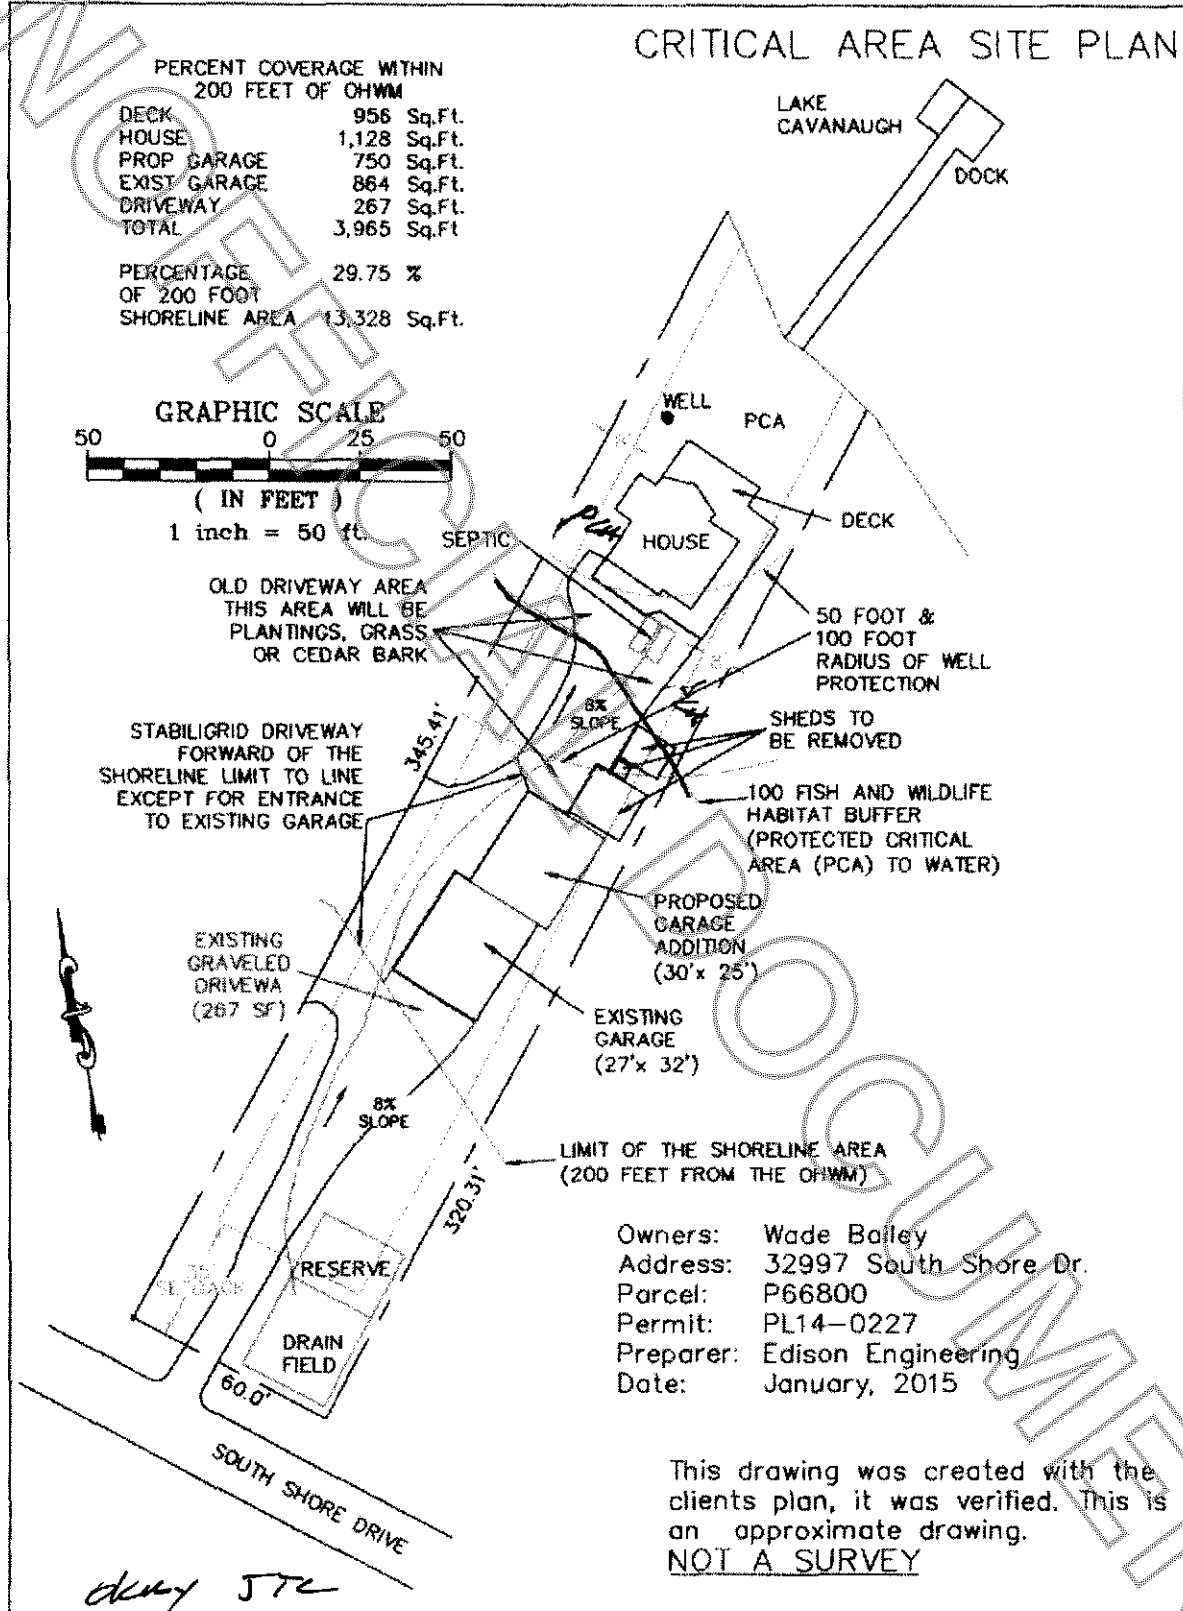 CRITICAL AREA SITE PLAN
PERCENT COVERAGE WITHIN
200 FEET OF OHWM
DECK 956 Sq.Ft.
HOUSE 1,128 Sq.Ft.
PROP GARAGE 750 Sq.Ft.
EXIST GARAGE 864 Sq.Ft.
DRIVEWAY 267 Sq.Ft.
TOTAL 3,965 Sq.Ft
PERCENTAGE 29.75 %
OF 200 FOOT
SHORELINE AREA 13,328 Sq.Ft.
LAKE
CAVANAUGH
DOCK
GRAPHIC SCALE
50 0 25 50
( IN FEET )
1 inch = 50 ft.
WELL
PCA
DECK
HOUSE
PCA
SEPTIC
OLD DRIVEWAY AREA
THIS AREA WILL BE
PLANTINGS, GRASS
OR CEDAR BARK
50 FOOT &
100 FOOT
RADIUS OF WELL
PROTECTION
8%
SLOPE
SHEDS TO
BE REMOVED
345.41'
STABILIGRID DRIVEWAY
FORWARD OF THE
SHORELINE LIMIT TO LINE
EXCEPT FOR ENTRANCE
TO EXISTING GARAGE
100 FISH AND WILDLIFE
HABITAT BUFFER
(PROTECTED CRITICAL
AREA (PCA) TO WATER)
PROPOSED
GARAGE
ADDITION
(30'x 25')
EXISTING
GRAVELED
DRIVEWA
(267 SF)
EXISTING
GARAGE
(27'x 32')
8%
SLOPE
LIMIT OF THE SHORELINE AREA
(200 FEET FROM THE OHWM)
320.31'
RESERVE
SETBACK
DRAIN
FIELD
60.0'
SOUTH SHORE DRIVE
Owners: Wade Bailey
Address: 32997 South Shore Dr.
Parcel: P66800
Permit: PL14-0227
Preparer: Edison Engineering
Date: January, 2015
This drawing was created with the
clients plan, it was verified. This is
an approximate drawing.
NOT A SURVEY
okay JTC
UNOFFICIAL DOCUMENT